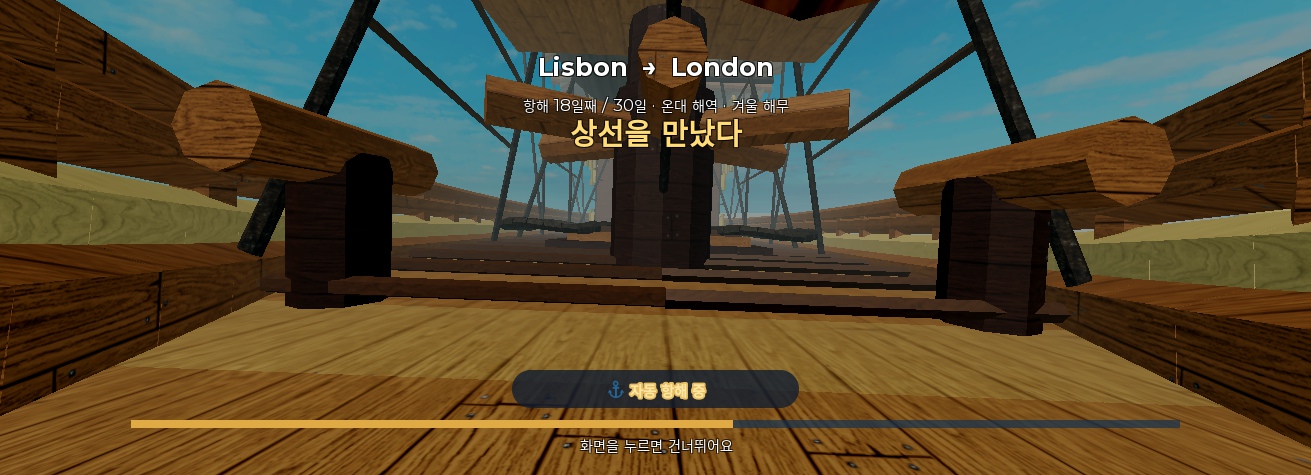 Lisbon → London
항해 18일째 / 30일 · 온대 해역 · 겨울 해무
상선을 만났다
자동 항해 중
화면을 누르면 건너뛰어요